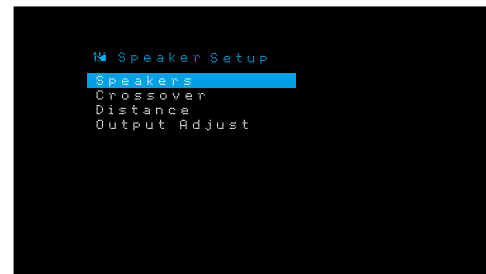 Speaker Setup
Speakers
Crossover
Distance
Output Adjust